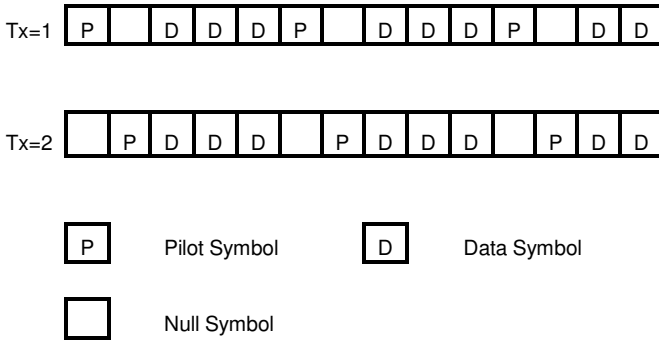 Tx=1 P D D D P D D D P D D
Tx=2 P D D D P D D D P D D
P Pilot Symbol D Data Symbol
Null Symbol